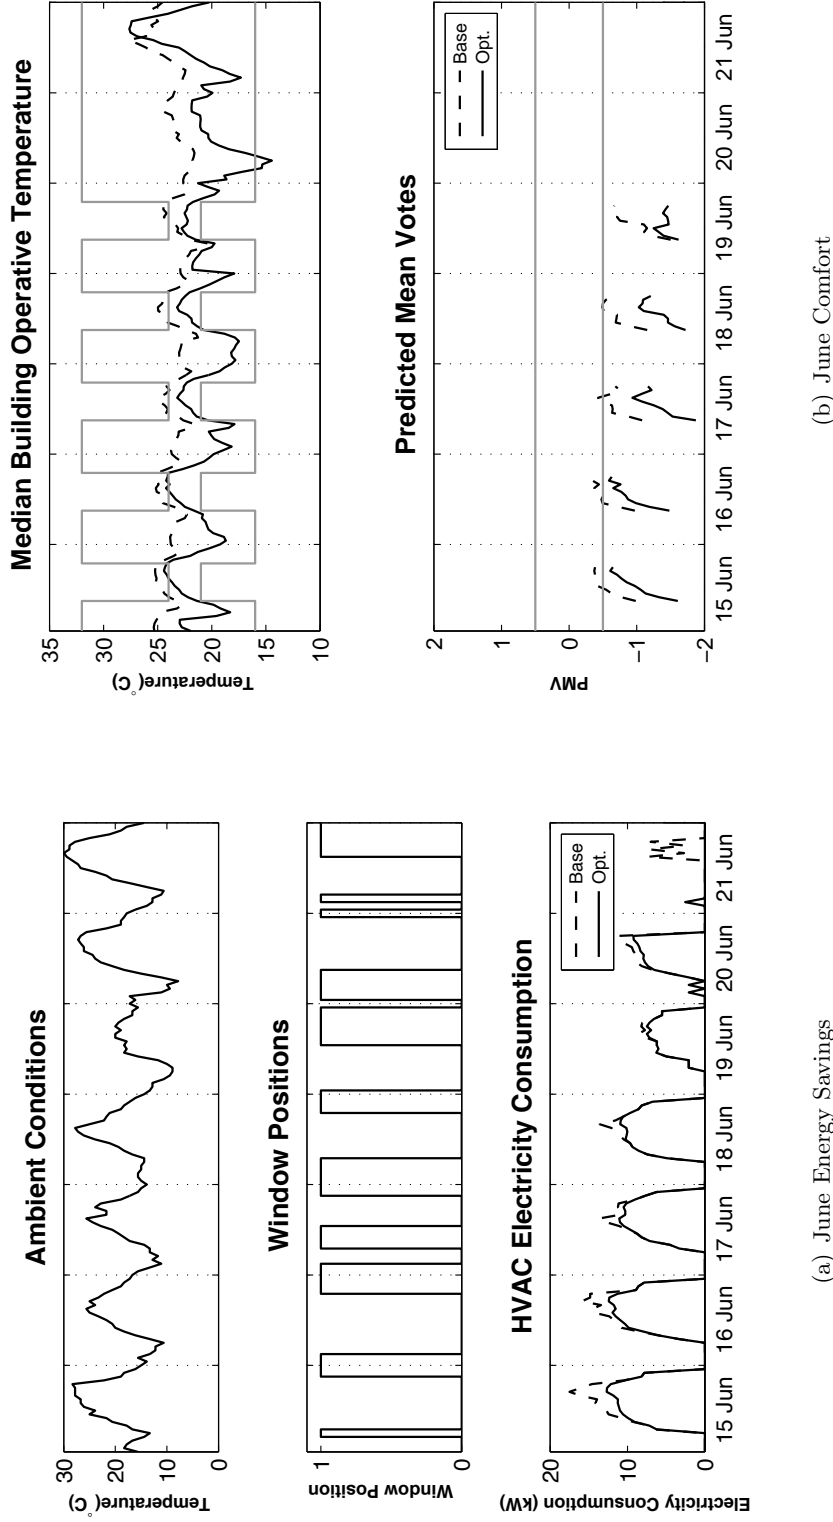 Ambient Conditions
30
20
10
0
Temperature(°C)
Window Positions
1
0
Window Position
HVAC Electricity Consumption
20
10
0
Electricity Consumption (kW)
Base
Opt.
15 Jun
16 Jun
17 Jun
18 Jun
19 Jun
20 Jun
21 Jun
(a) June Energy Savings
Median Building Operative Temperature
35
30
25
20
15
10
Temperature(°C)
Predicted Mean Votes
2
1
0
−1
−2
PMV
Base
Opt.
15 Jun
16 Jun
17 Jun
18 Jun
19 Jun
20 Jun
21 Jun
(b) June Comfort